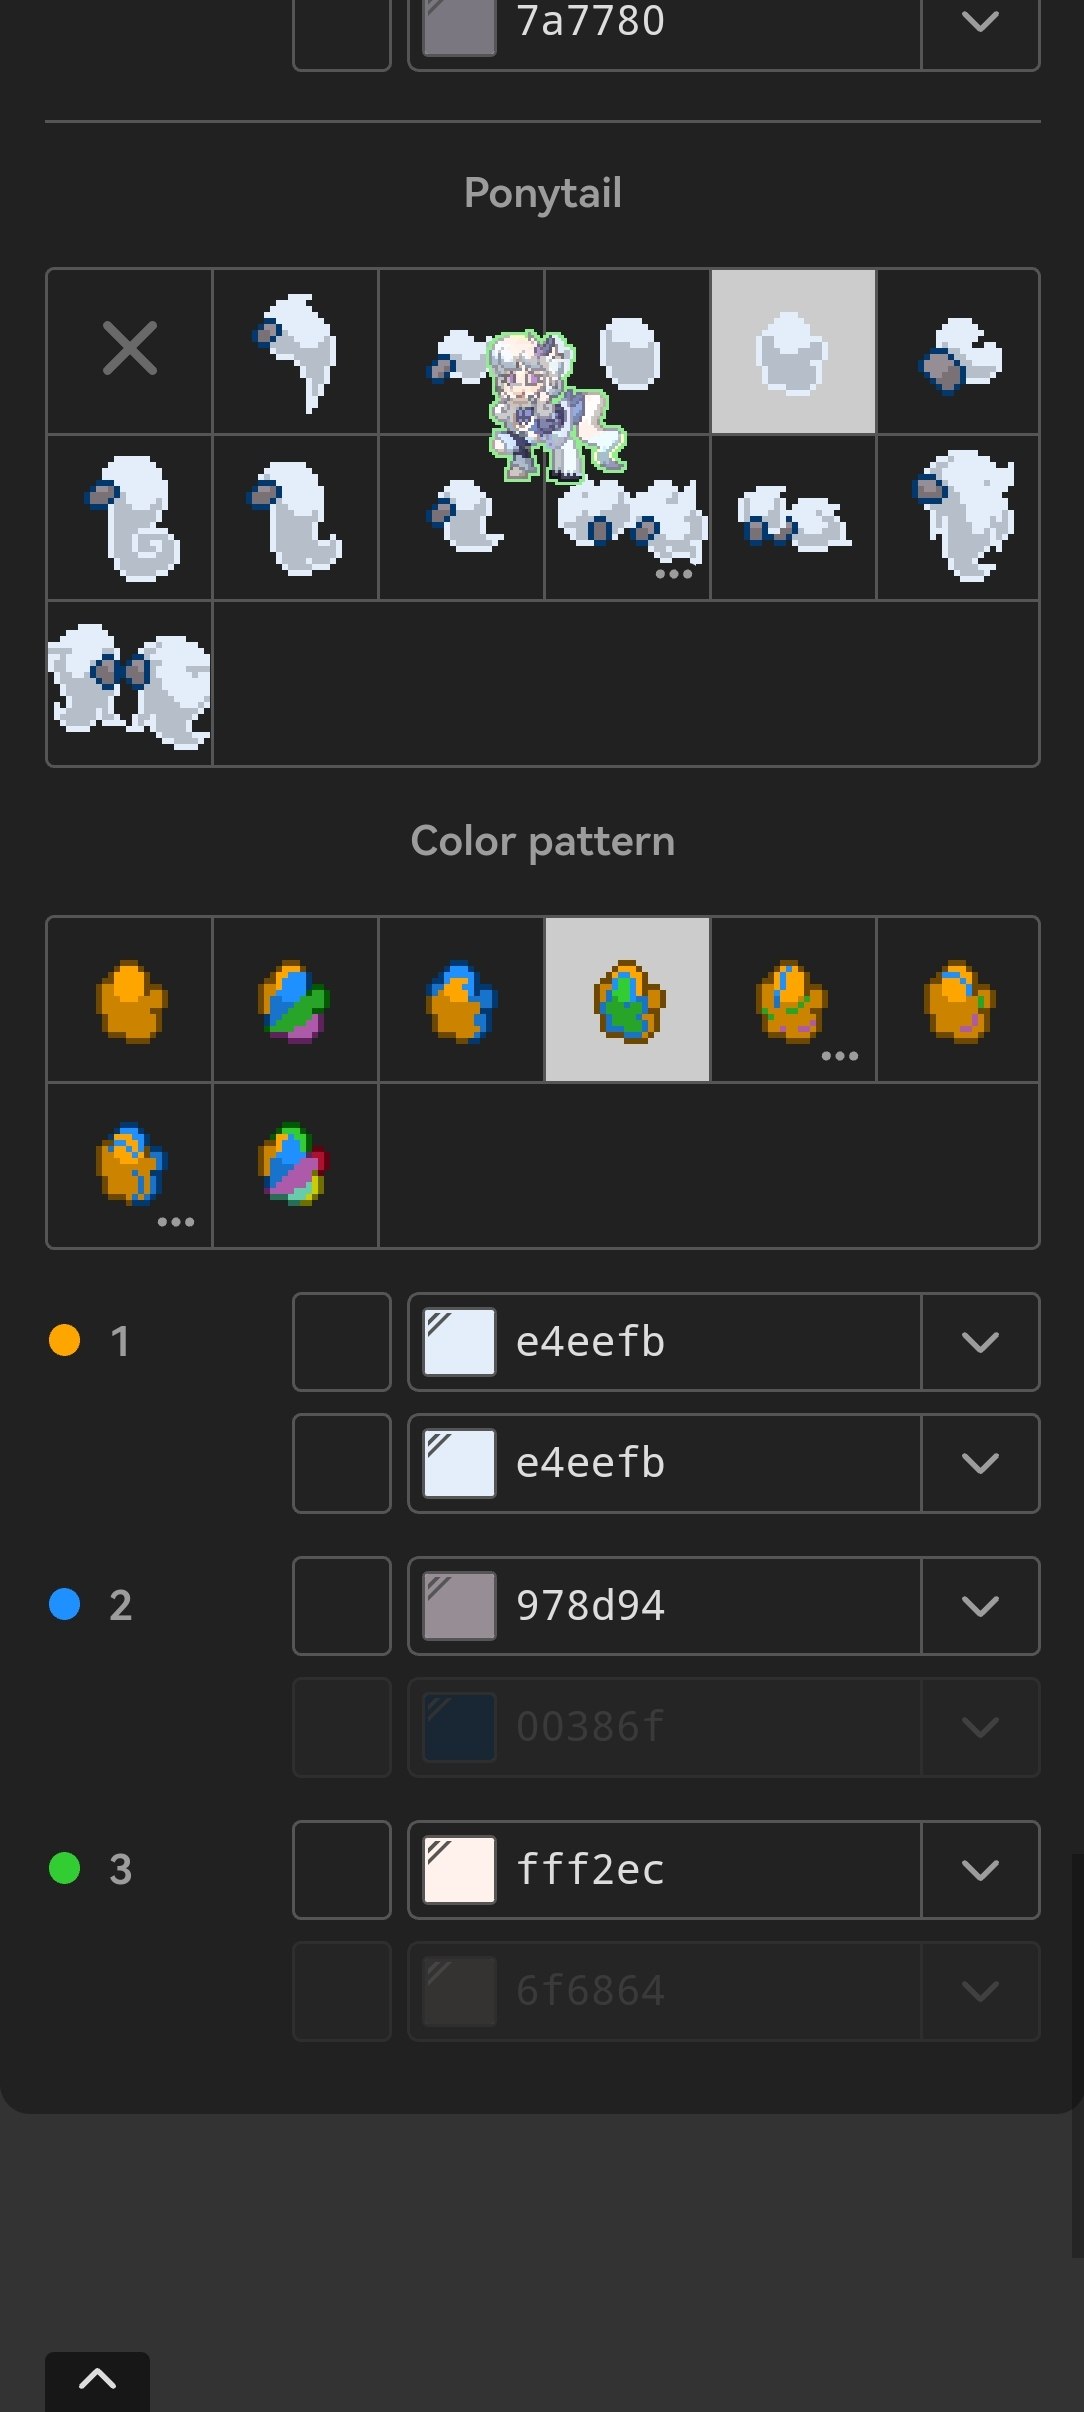 7a7780
Ponytail
Color pattern
1 e4eefb
e4eefb
2 978d94
00386f
3 fff2ec
6f6864